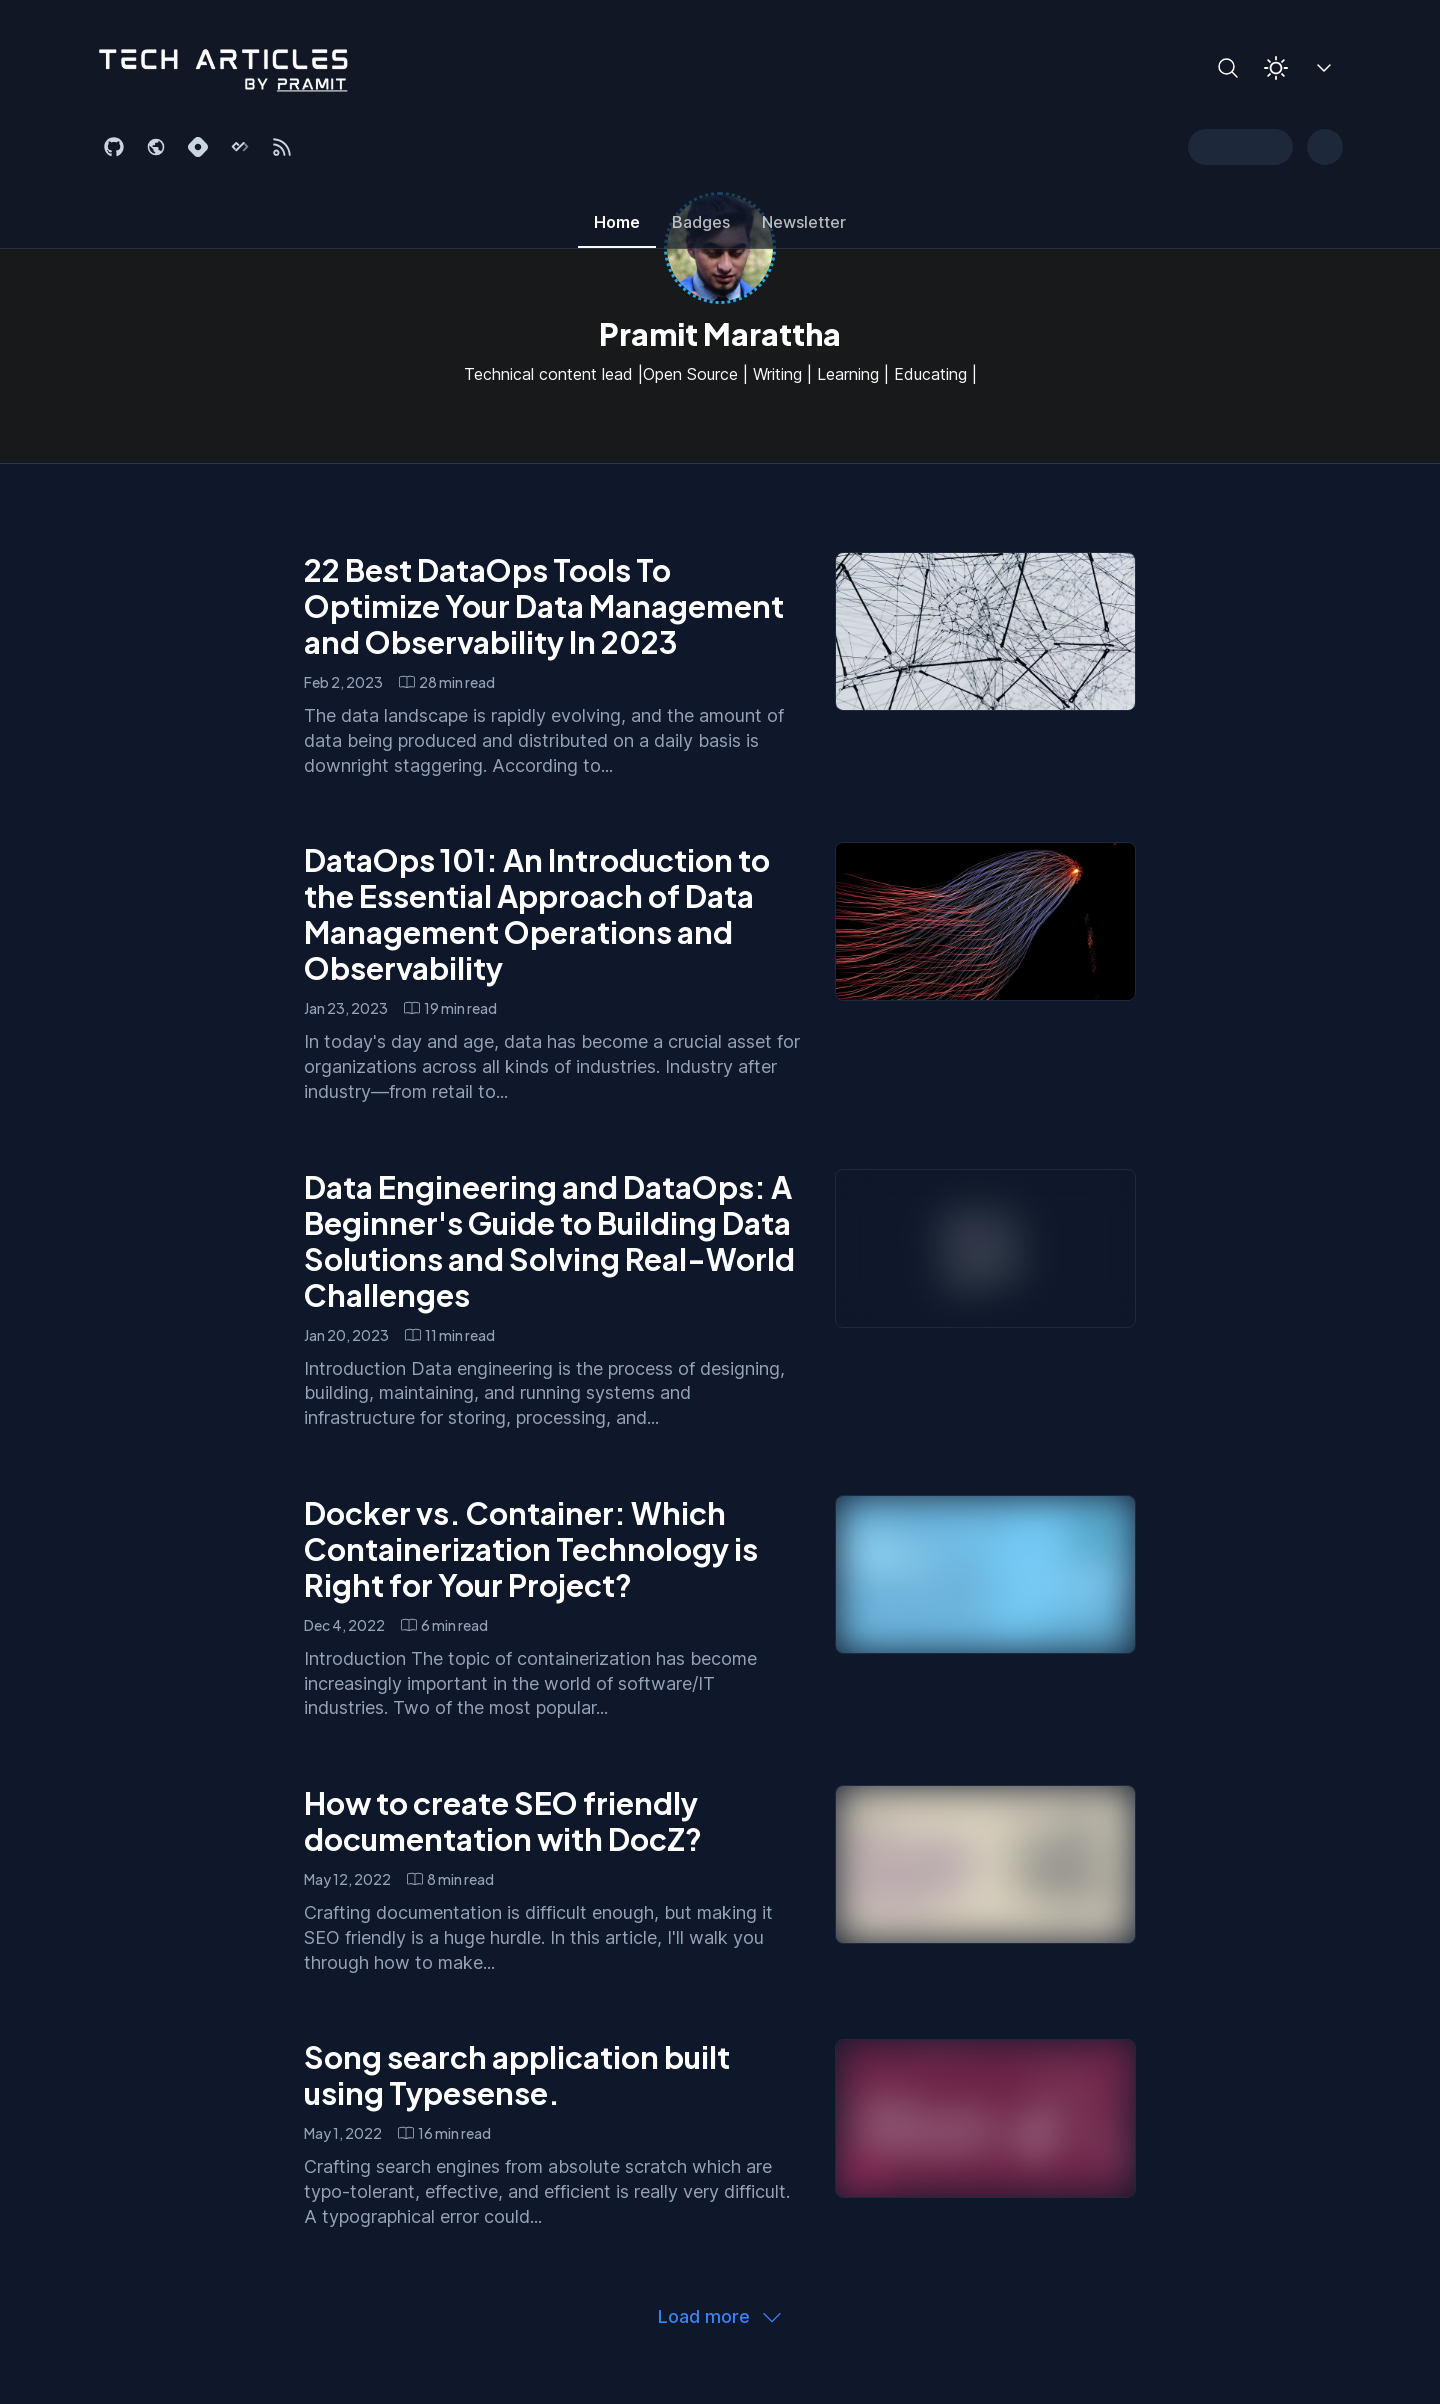 TECH ARTICLES
BY PRAMIT
Home
Badges
Newsletter
Pramit Marattha
Technical content lead |Open Source | Writing | Learning | Educating |
22 Best DataOps Tools To
Optimize Your Data Management
and Observability In 2023
Feb 2, 2023 28 min read
The data landscape is rapidly evolving, and the amount of
data being produced and distributed on a daily basis is
downright staggering. According to...
DataOps 101: An Introduction to
the Essential Approach of Data
Management Operations and
Observability
Jan 23, 2023 19 min read
In today's day and age, data has become a crucial asset for
organizations across all kinds of industries. Industry after
industry—from retail to...
Data Engineering and DataOps: A
Beginner's Guide to Building Data
Solutions and Solving Real-World
Challenges
Jan 20, 2023 11 min read
Introduction Data engineering is the process of designing,
building, maintaining, and running systems and
infrastructure for storing, processing, and...
Docker vs. Container: Which
Containerization Technology is
Right for Your Project?
Dec 4, 2022 6 min read
Introduction The topic of containerization has become
increasingly important in the world of software/IT
industries. Two of the most popular...
How to create SEO friendly
documentation with DocZ?
May 12, 2022 8 min read
Crafting documentation is difficult enough, but making it
SEO friendly is a huge hurdle. In this article, I'll walk you
through how to make...
Song search application built
using Typesense.
May 1, 2022 16 min read
Crafting search engines from absolute scratch which are
typo-tolerant, effective, and efficient is really very difficult.
A typographical error could...
Load more